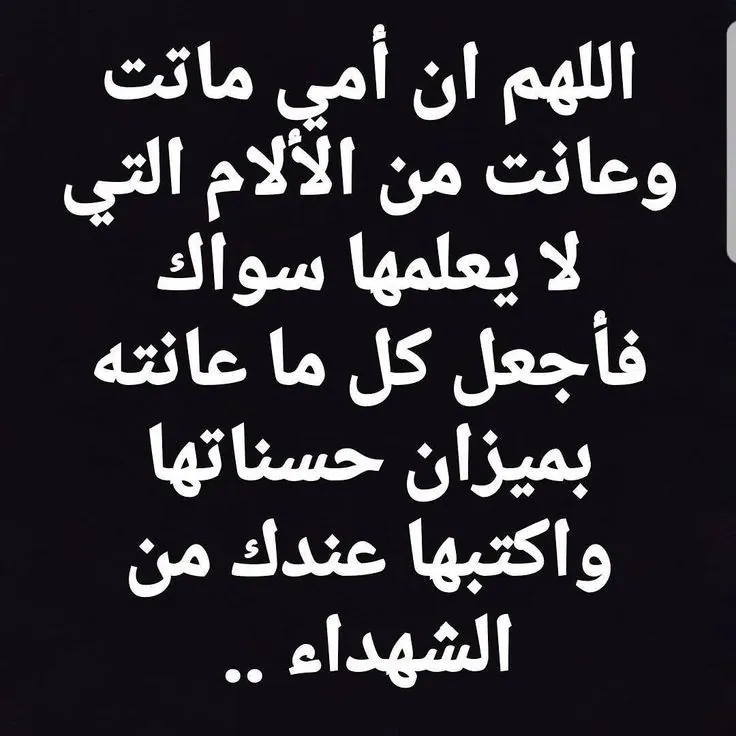 اللهم ان أمي ماتت
وعانت من الألام التي
لا يعلمها سواك
فأجعل كل ما عانته
بميزان حسناتها
واكتبها عندك من
الشهداء ..